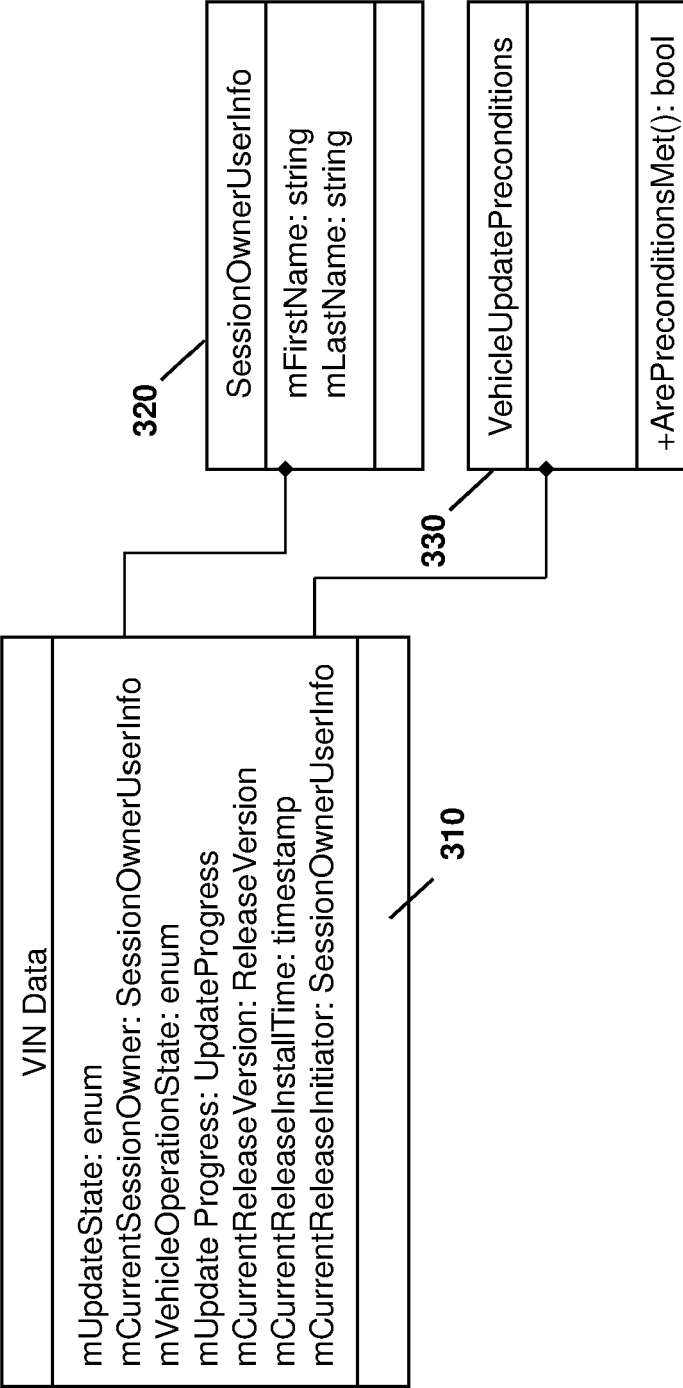 VIN Data
mUpdateState: enum
mCurrentSessionOwner: SessionOwnerUserInfo
mVehicleOperationState: enum
mUpdate Progress: UpdateProgress
mCurrentReleaseVersion: ReleaseVersion
mCurrentReleaseInstallTime: timestamp
mCurrentReleaseInitiator: SessionOwnerUserInfo
310
320
SessionOwnerUserInfo
mFirstName: string
mLastName: string
330
VehicleUpdatePreconditions
+ArePreconditionsMet(): bool